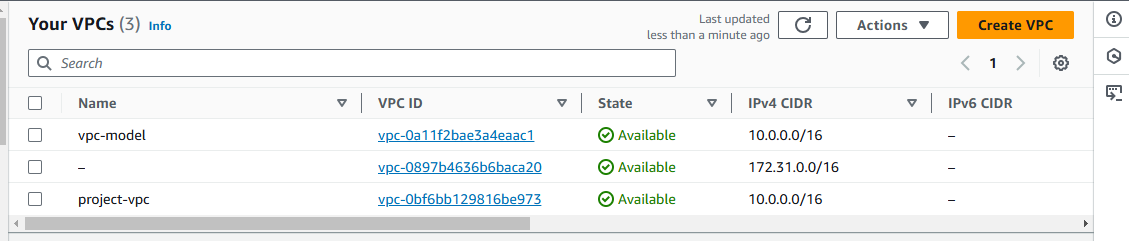 Your VPCs (3) Info
Last updated
less than a minute ago
Actions
Create VPC
Search
1
Name VPC ID State IPv4 CIDR IPv6 CIDR
vpc-model vpc-0a11f2bae3a4eaac1 Available 10.0.0.0/16 –
– vpc-0897b4636b6baca20 Available 172.31.0.0/16 –
project-vpc vpc-0bf6bb129816be973 Available 10.0.0.0/16 –